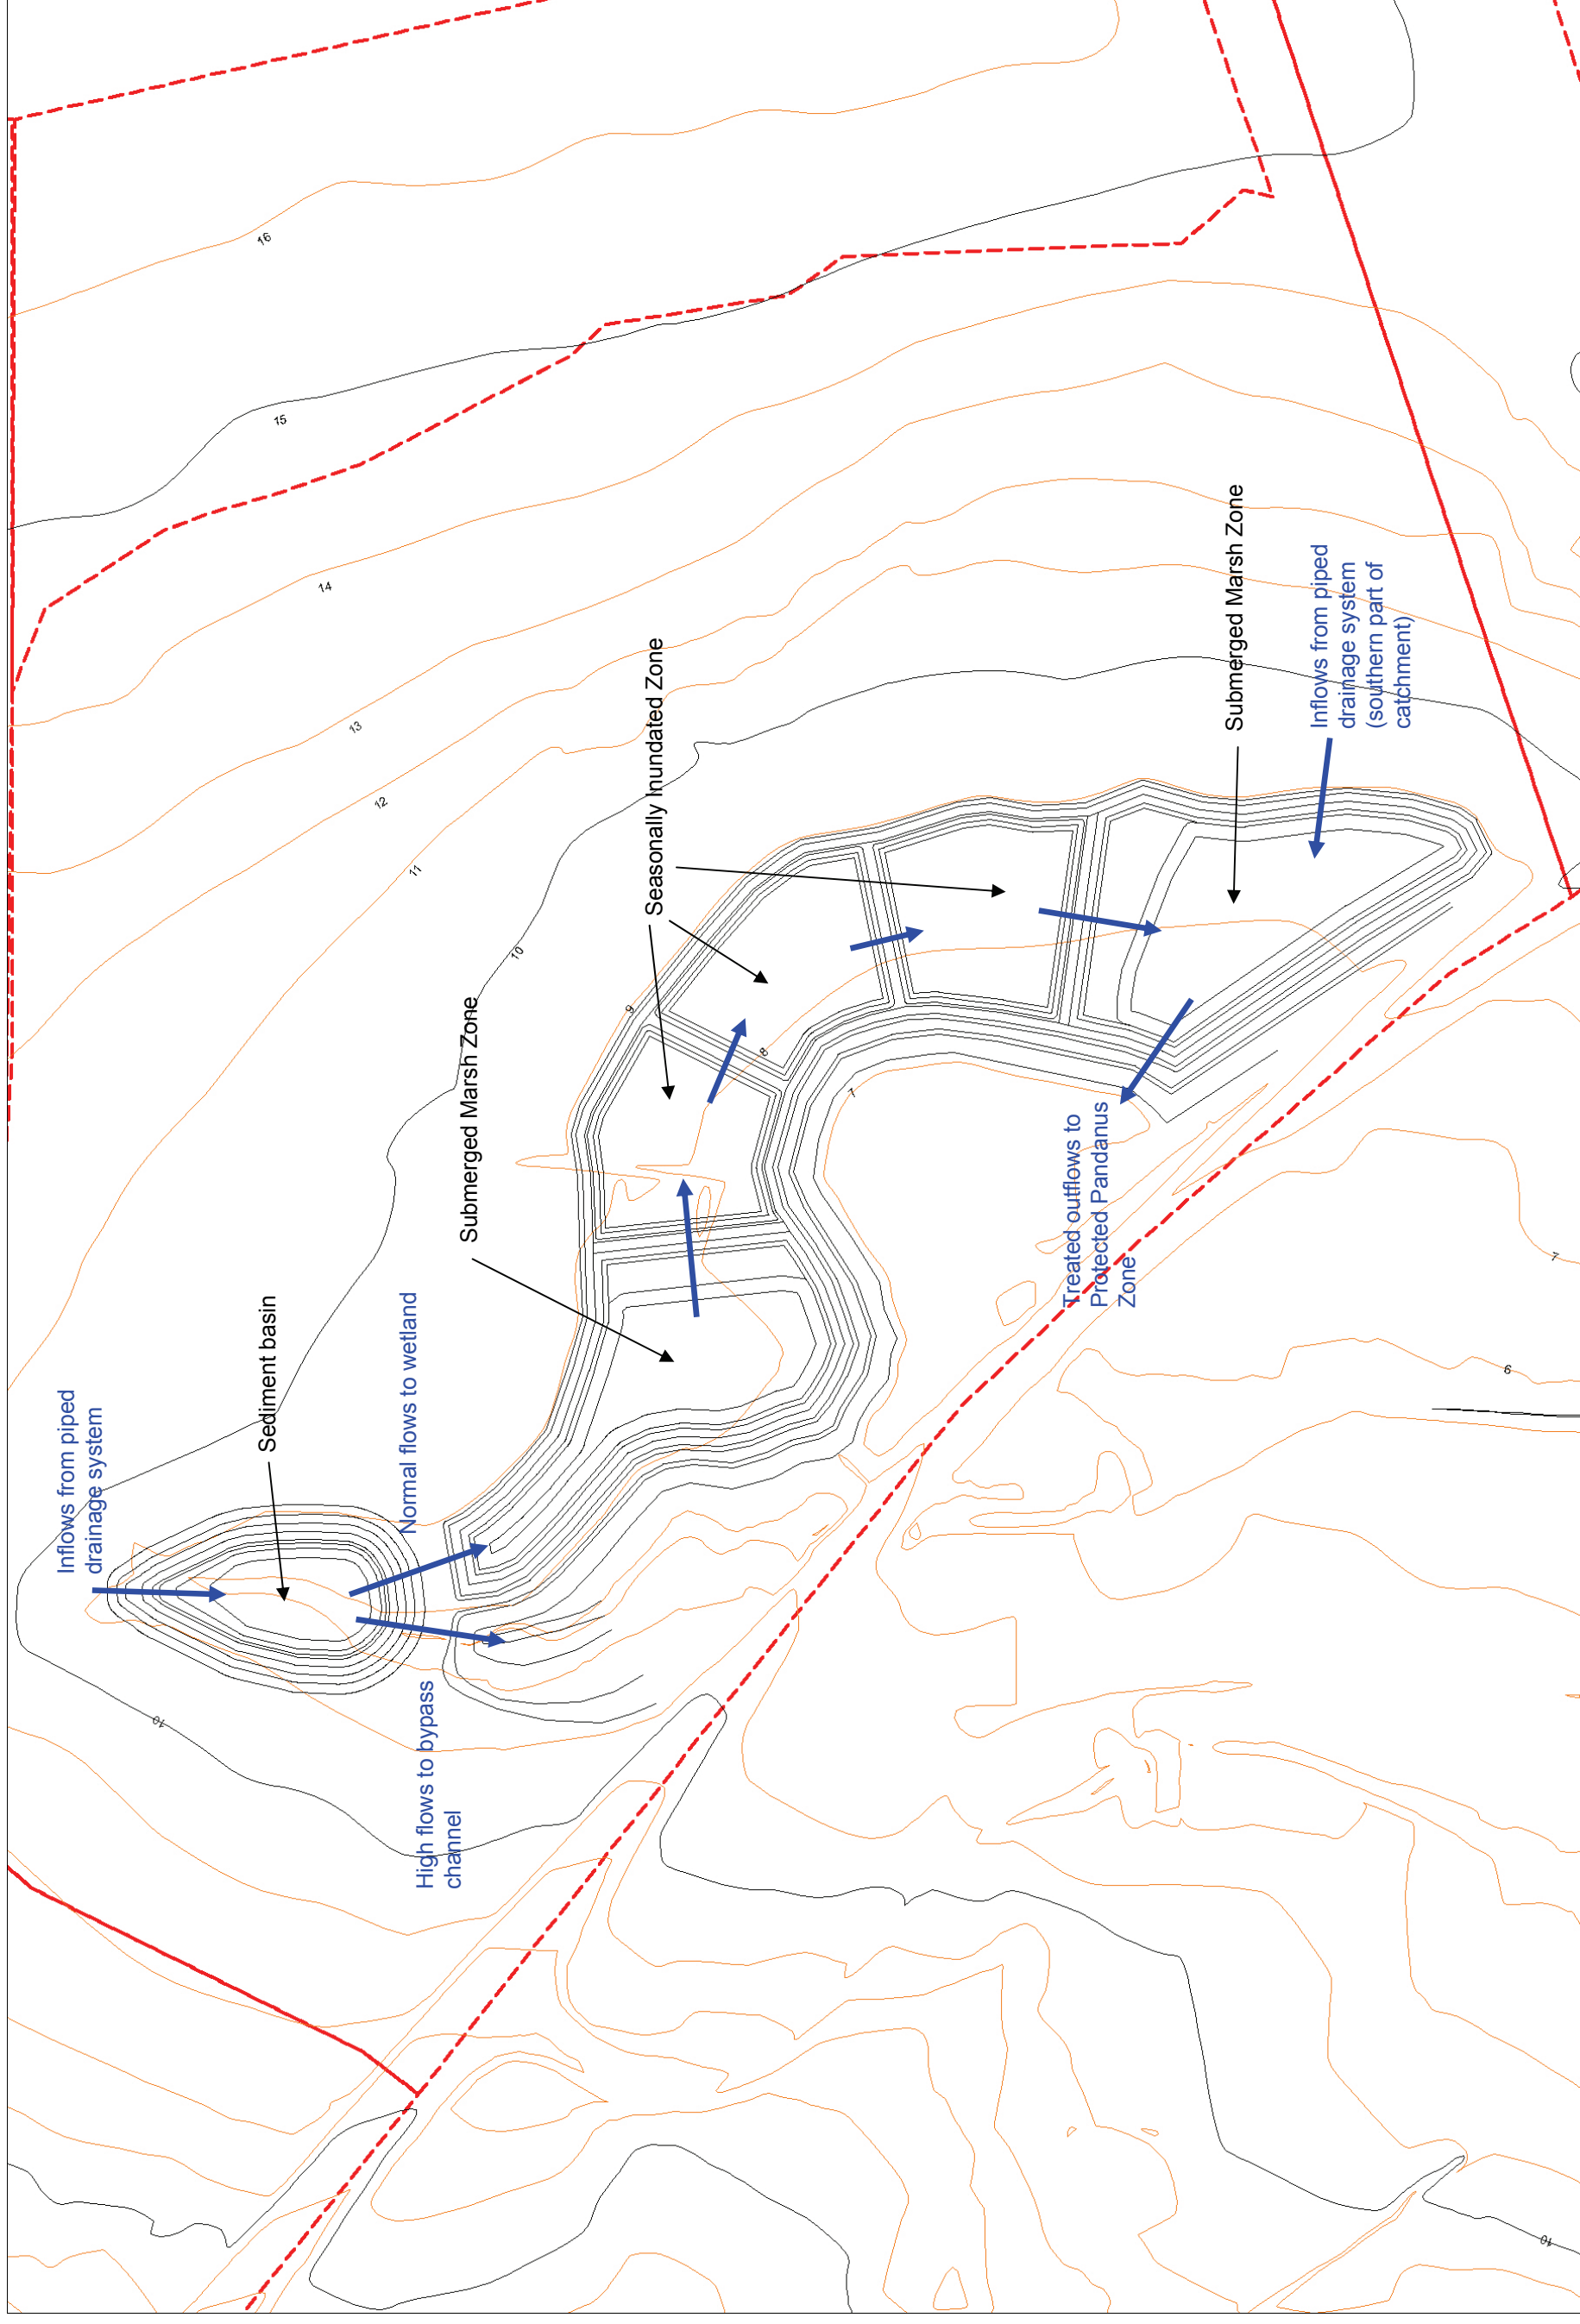 Inflows from piped
drainage system
Sediment basin
Normal flows to wetland
High flows to bypass
channel
Submerged Marsh Zone
Seasonally Inundated Zone
Treated outflows to
Protected Pandanus
Zone
Submerged Marsh Zone
Inflows from piped
drainage system
(southern part of
catchment)
16
15
14
13
12
11
10
9
8
7
7
6
10
10